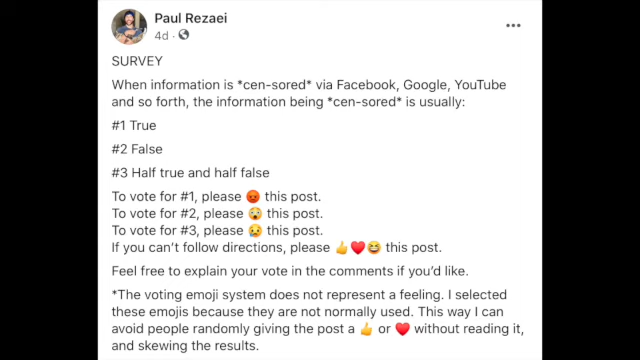 Paul Rezaei
4d ·
SURVEY
When information is *cen-sored* via Facebook, Google, YouTube
and so forth, the information being *cen-sored* is usually:
#1 True
#2 False
#3 Half true and half false
To vote for #1, please 😡 this post.
To vote for #2, please 😮 this post.
To vote for #3, please 😢 this post.
If you can't follow directions, please 👍❤️😂 this post.
Feel free to explain your vote in the comments if you'd like.
*The voting emoji system does not represent a feeling. I selected
these emojis because they are not normally used. This way I can
avoid people randomly giving the post a 👍 or ❤️ without reading it,
and skewing the results.